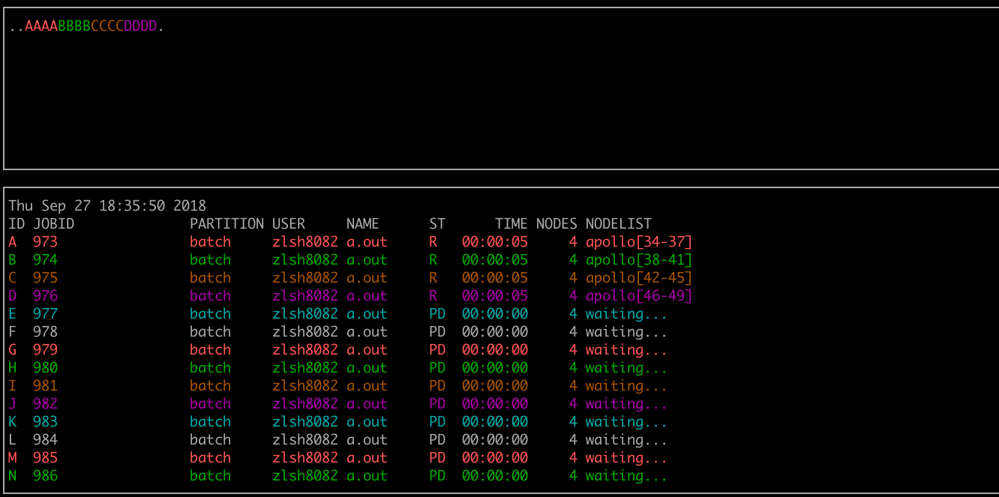 ..AAAABBBBCCCCDDDD.
Thu Sep 27 18:35:50 2018
ID JOBID PARTITION USER NAME ST TIME NODES NODELIST
A 973 batch zlsh8082 a.out R 00:00:05 4 apollo[34-37]
B 974 batch zlsh8082 a.out R 00:00:05 4 apollo[38-41]
C 975 batch zlsh8082 a.out R 00:00:05 4 apollo[42-45]
D 976 batch zlsh8082 a.out R 00:00:05 4 apollo[46-49]
E 977 batch zlsh8082 a.out PD 00:00:00 4 waiting...
F 978 batch zlsh8082 a.out PD 00:00:00 4 waiting...
G 979 batch zlsh8082 a.out PD 00:00:00 4 waiting...
H 980 batch zlsh8082 a.out PD 00:00:00 4 waiting...
I 981 batch zlsh8082 a.out PD 00:00:00 4 waiting...
J 982 batch zlsh8082 a.out PD 00:00:00 4 waiting...
K 983 batch zlsh8082 a.out PD 00:00:00 4 waiting...
L 984 batch zlsh8082 a.out PD 00:00:00 4 waiting...
M 985 batch zlsh8082 a.out PD 00:00:00 4 waiting...
N 986 batch zlsh8082 a.out PD 00:00:00 4 waiting...